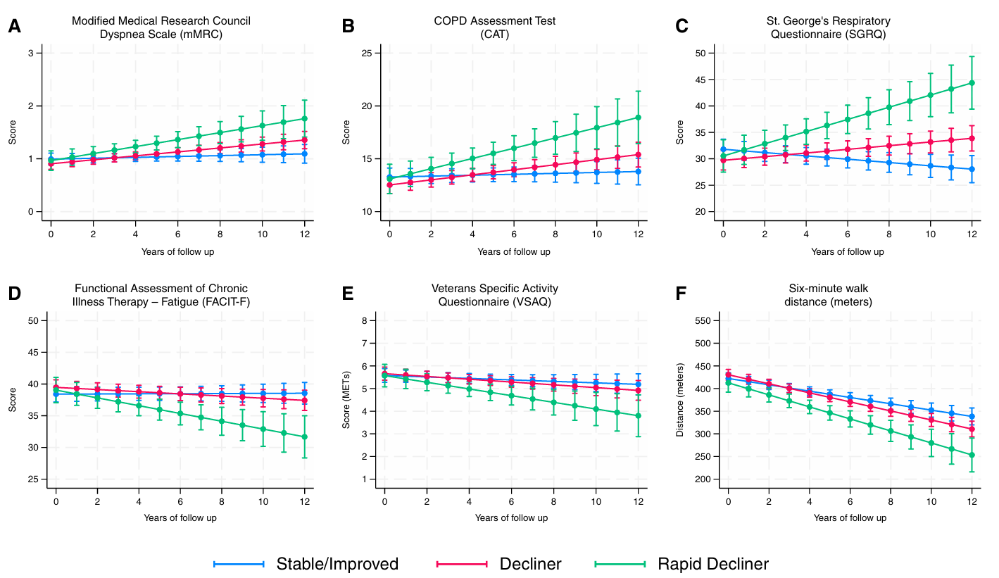 A
Modified Medical Research Council
Dyspnea Scale (mMRC)
Score
3
2
1
0
0 2 4 6 8 10 12
Years of follow up
B
COPD Assessment Test
(CAT)
Score
25
20
15
10
0 2 4 6 8 10 12
Years of follow up
C
St. George's Respiratory
Questionnaire (SGRQ)
Score
50
45
40
35
30
25
20
0 2 4 6 8 10 12
Years of follow up
D
Functional Assessment of Chronic
Illness Therapy – Fatigue (FACIT-F)
Score
50
45
40
35
30
25
0 2 4 6 8 10 12
Years of follow up
E
Veterans Specific Activity
Questionnaire (VSAQ)
Score (METs)
8
7
6
5
4
3
2
1
0 2 4 6 8 10 12
Years of follow up
F
Six-minute walk
distance (meters)
Distance (meters)
550
500
450
400
350
300
250
200
0 2 4 6 8 10 12
Years of follow up
Stable/Improved Decliner Rapid Decliner